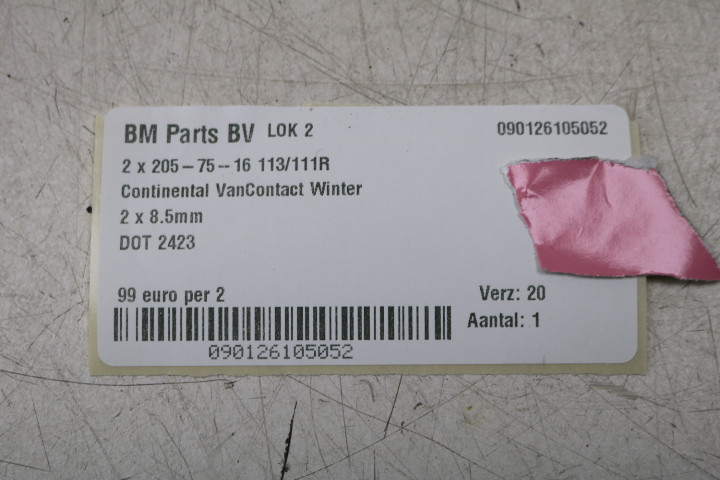 BM Parts BV LOK 2 090126105052
2 x 205-75--16 113/111R
Continental VanContact Winter
2 x 8.5mm
DOT 2423
99 euro per 2 Verz: 20
Aantal: 1
090126105052